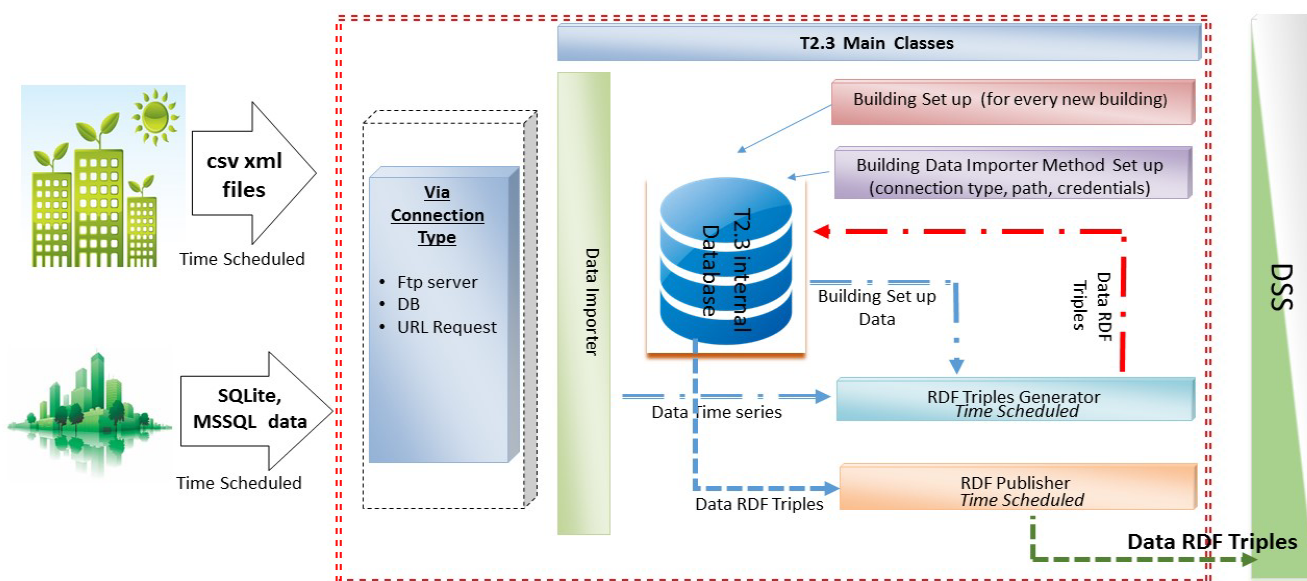 T2.3 Main Classes
csv xml
files
Time Scheduled
SQLite,
MSSQL data
Time Scheduled
Via
Connection
Type
• Ftp server
• DB
• URL Request
Data Importer
Building Set up (for every new building)
Building Data Importer Method Set up
(connection type, path, credentials)
T2.3 internal
Database
Building Set up
Data
Data RDF
Triples
Data Time series
RDF Triples Generator
Time Scheduled
RDF Publisher
Time Scheduled
Data RDF Triples
Data RDF Triples
DSS